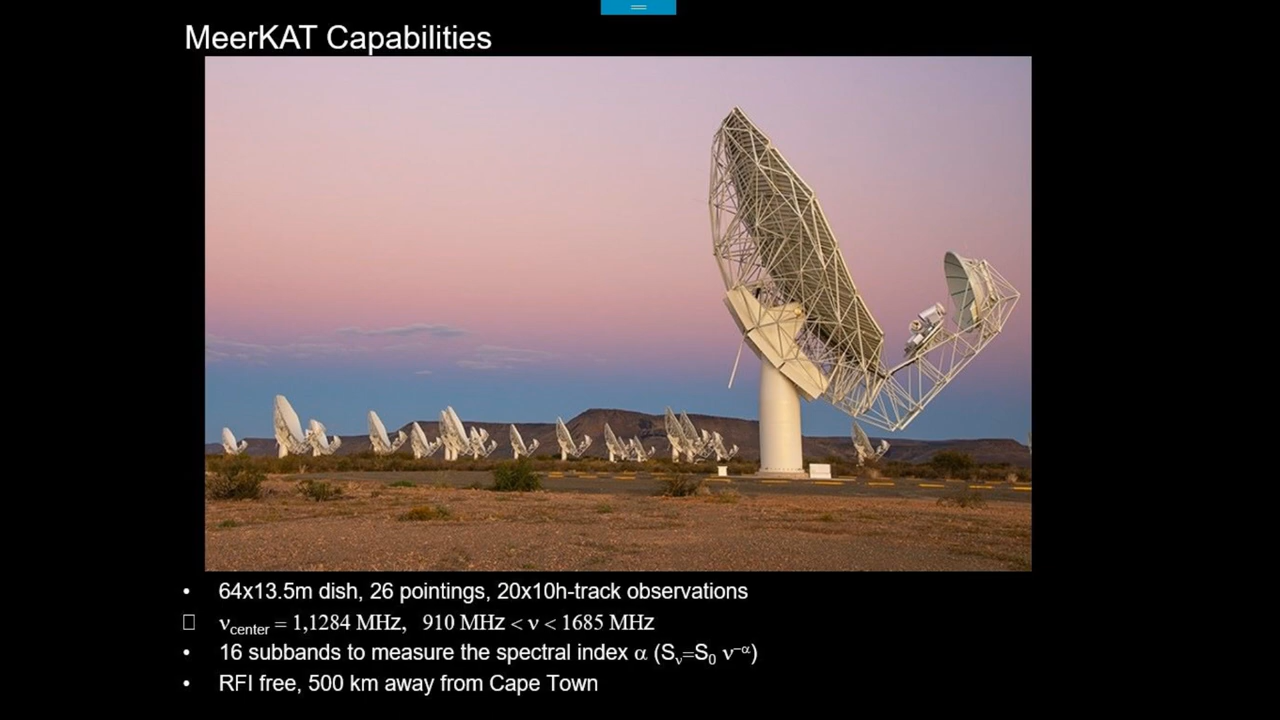 MeerKAT Capabilities
• 64x13.5m dish, 26 pointings, 20x10h-track observations
□ νcenter = 1,1284 MHz, 910 MHz < ν < 1685 MHz
• 16 subbands to measure the spectral index α (Sν=S0 ν−α)
• RFI free, 500 km away from Cape Town